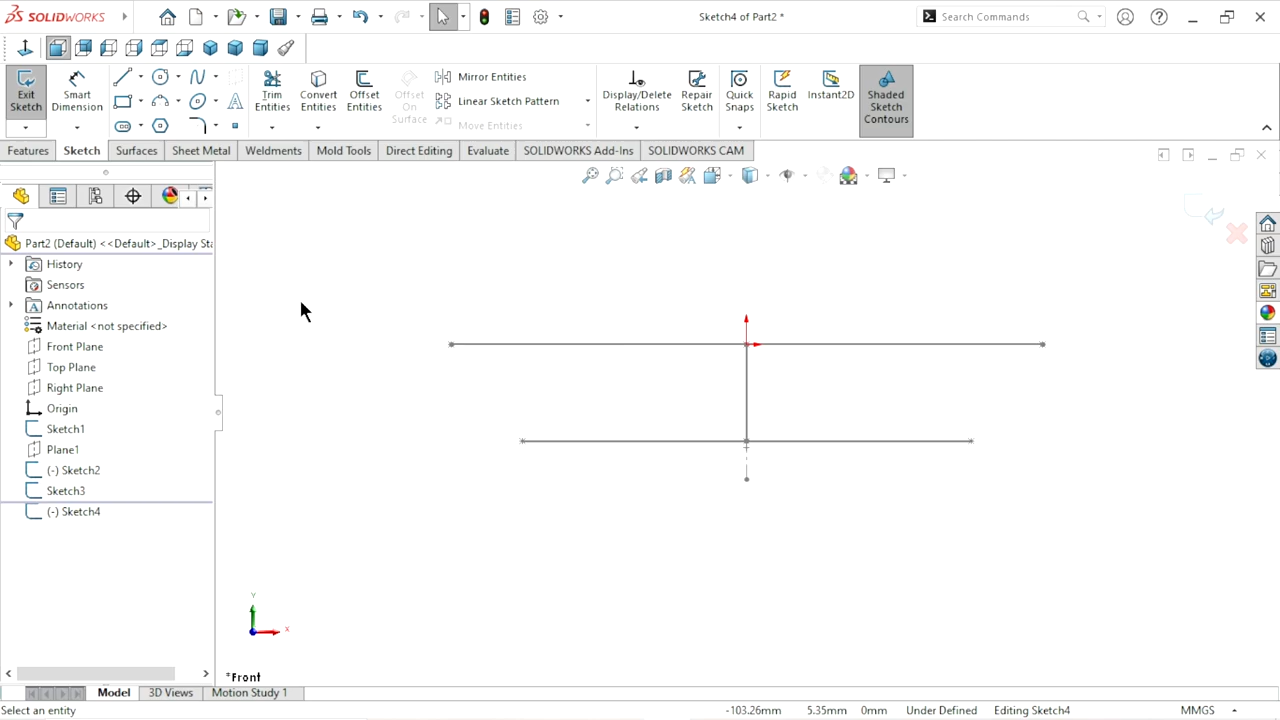 SOLIDWORKS
Sketch4 of Part2 *
Search Commands
Exit Sketch
Smart Dimension
Trim Entities
Convert Entities
Offset Entities
Offset On Surface
Mirror Entities
Linear Sketch Pattern
Move Entities
Display/Delete Relations
Repair Sketch
Quick Snaps
Rapid Sketch
Instant2D
Shaded Sketch Contours
Features
Sketch
Surfaces
Sheet Metal
Weldments
Mold Tools
Direct Editing
Evaluate
SOLIDWORKS Add-Ins
SOLIDWORKS CAM
Part2 (Default) <<Default>_Display Sta
History
Sensors
Annotations
Material <not specified>
Front Plane
Top Plane
Right Plane
Origin
Sketch1
Plane1
(-) Sketch2
Sketch3
(-) Sketch4
Y
X
*Front
Model
3D Views
Motion Study 1
Select an entity
-103.26mm
5.35mm
0mm
Under Defined
Editing Sketch4
MMGS